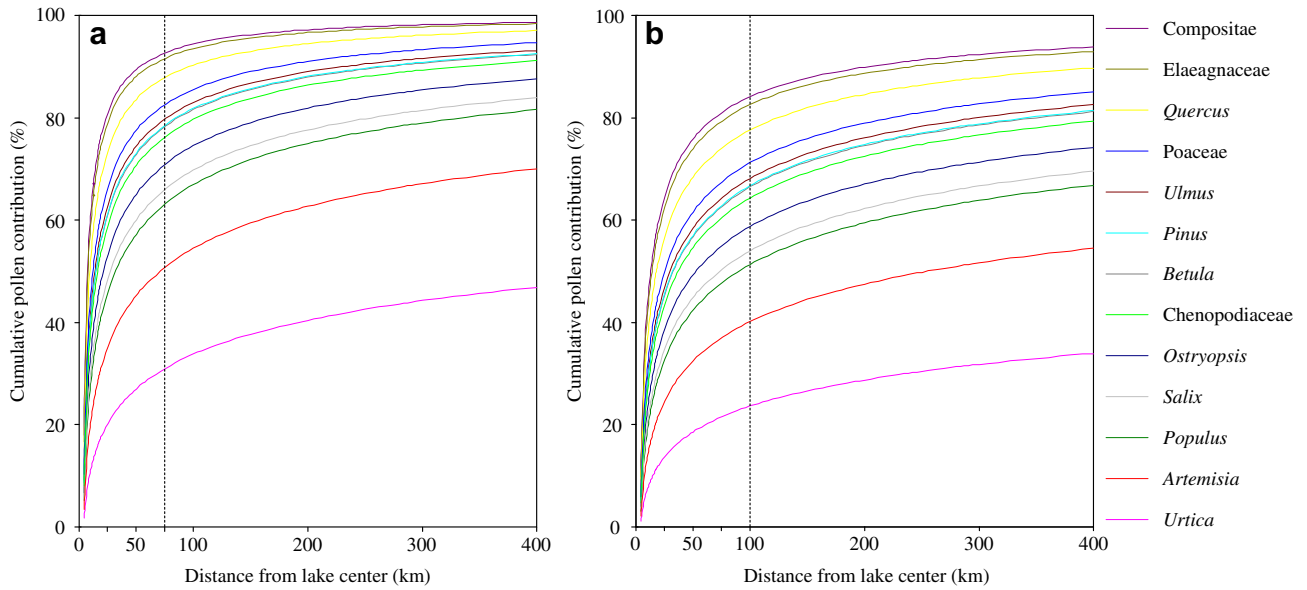 a
Cumulative pollen contribution (%)
100
80
60
40
20
0
0 50 100 200 300 400
Distance from lake center (km)
b
Cumulative pollen contribution (%)
100
80
60
40
20
0
0 50 100 200 300 400
Distance from lake center (km)
Compositae
Elaeagnaceae
Quercus
Poaceae
Ulmus
Pinus
Betula
Chenopodiaceae
Ostryopsis
Salix
Populus
Artemisia
Urtica